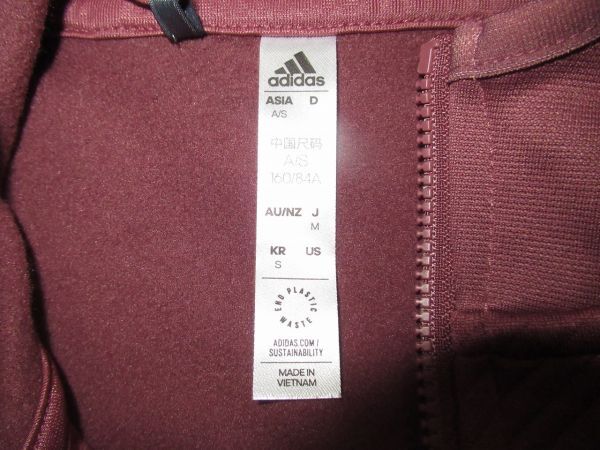 adidas
ASIA D
A/S
中国尺码
A/S
160/84A
AU/NZ J
M
KR US
S
END PLASTIC WASTE
ADIDAS.COM/
SUSTAINABILITY
MADE IN
VIETNAM